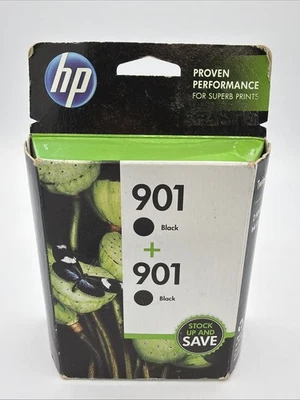 hp
PROVEN
PERFORMANCE
FOR SUPERB PRINTS
901
Black
+
901
Black
STOCK
UP AND
SAVE